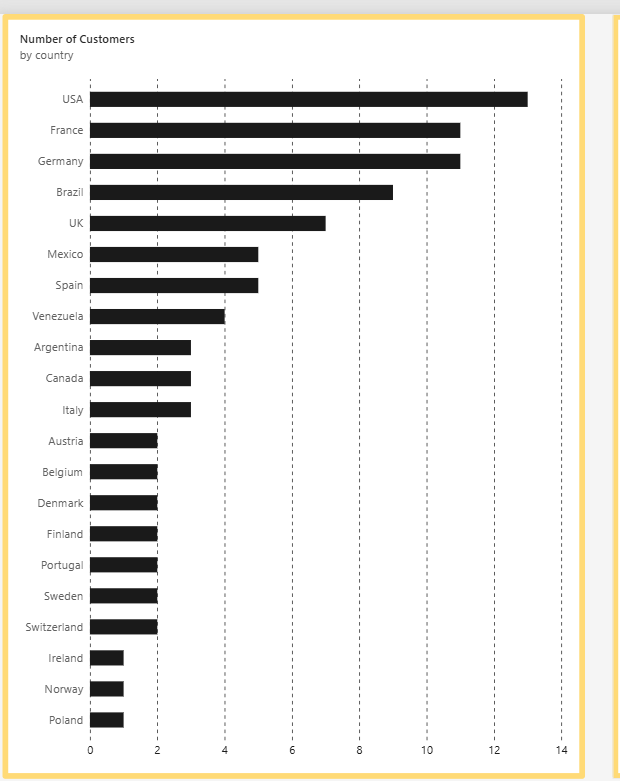 Number of Customers
by country
USA
France
Germany
Brazil
UK
Mexico
Spain
Venezuela
Argentina
Canada
Italy
Austria
Belgium
Denmark
Finland
Portugal
Sweden
Switzerland
Ireland
Norway
Poland
0 2 4 6 8 10 12 14